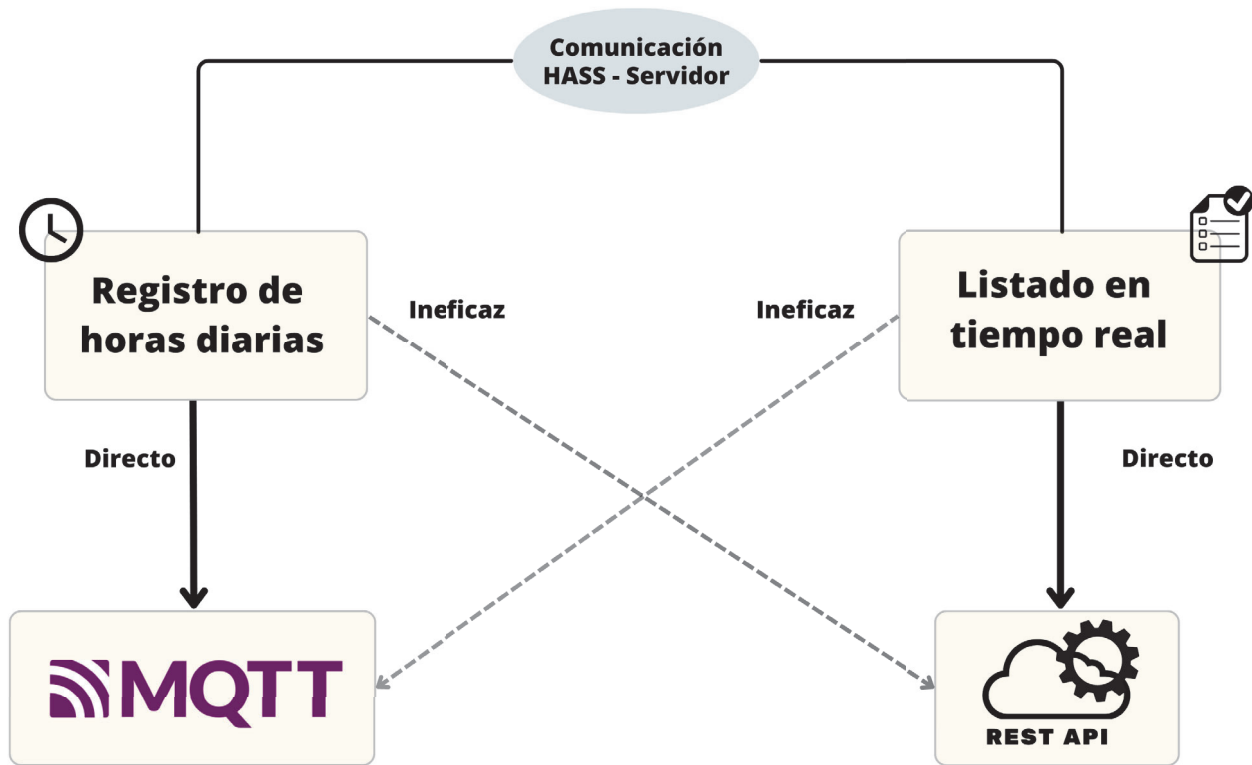 Comunicación
HASS - Servidor
Registro de
horas diarias
Ineficaz
Ineficaz
Listado en
tiempo real
Directo
Directo
MQTT
REST API